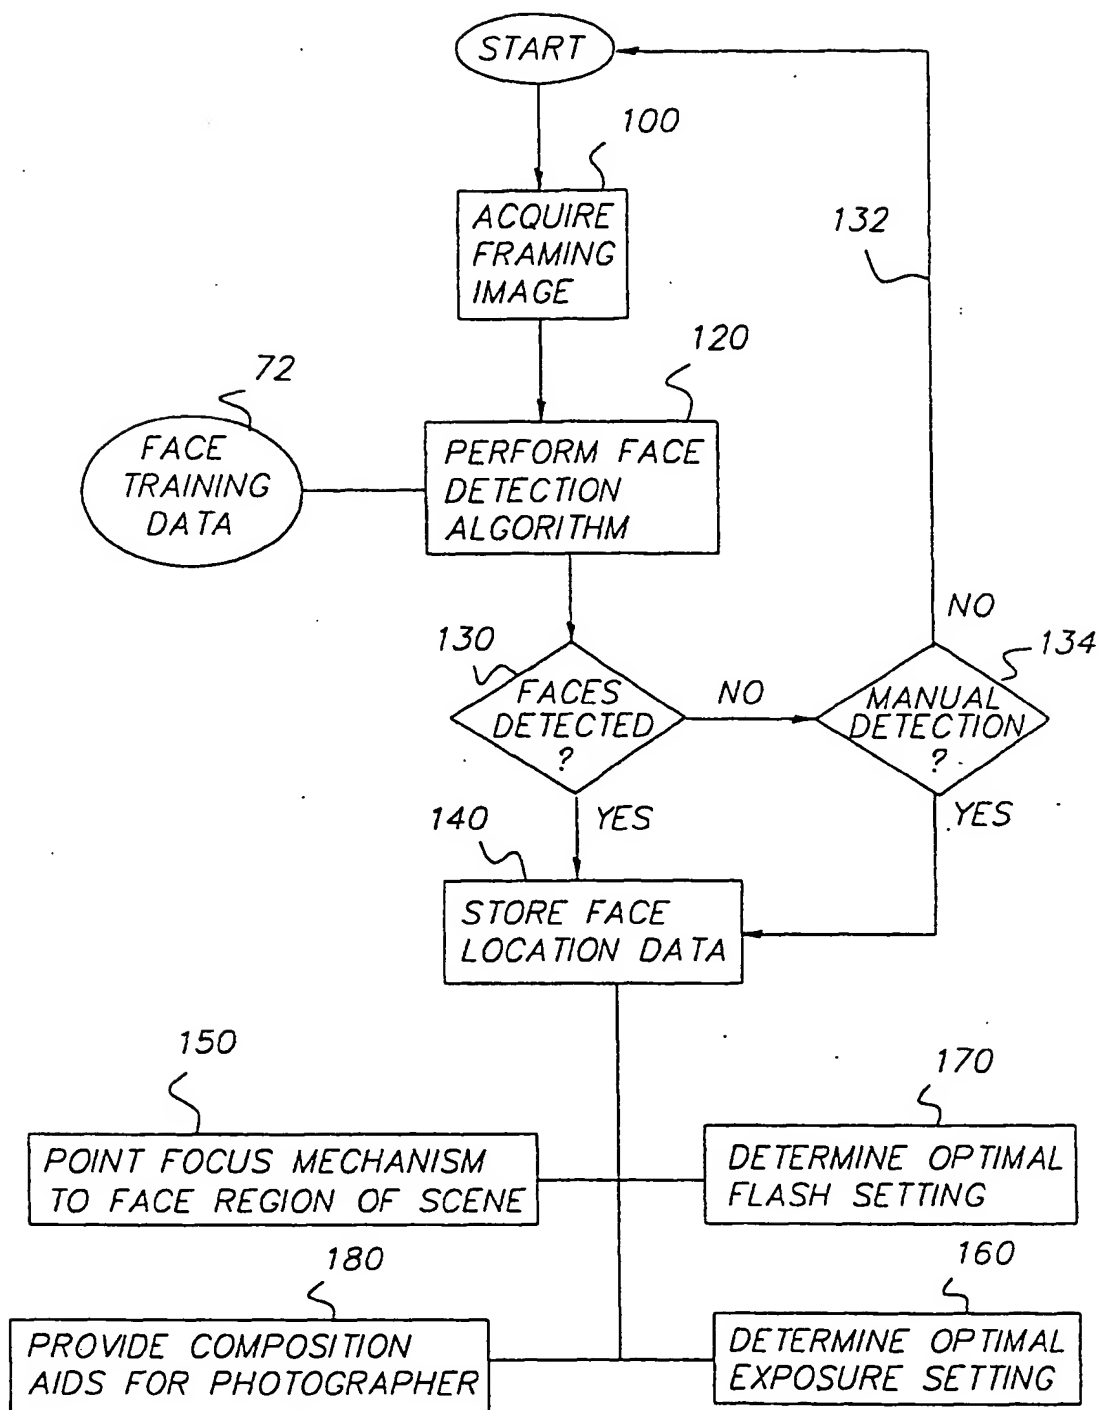 START
100
ACQUIRE
FRAMING
IMAGE
132
120
72
FACE
TRAINING
DATA
PERFORM FACE
DETECTION
ALGORITHM
NO
130
134
FACES
DETECTED
?
NO
MANUAL
DETECTION
?
YES
YES
140
STORE FACE
LOCATION DATA
150
170
POINT FOCUS MECHANISM
TO FACE REGION OF SCENE
DETERMINE OPTIMAL
FLASH SETTING
180
160
PROVIDE COMPOSITION
AIDS FOR PHOTOGRAPHER
DETERMINE OPTIMAL
EXPOSURE SETTING